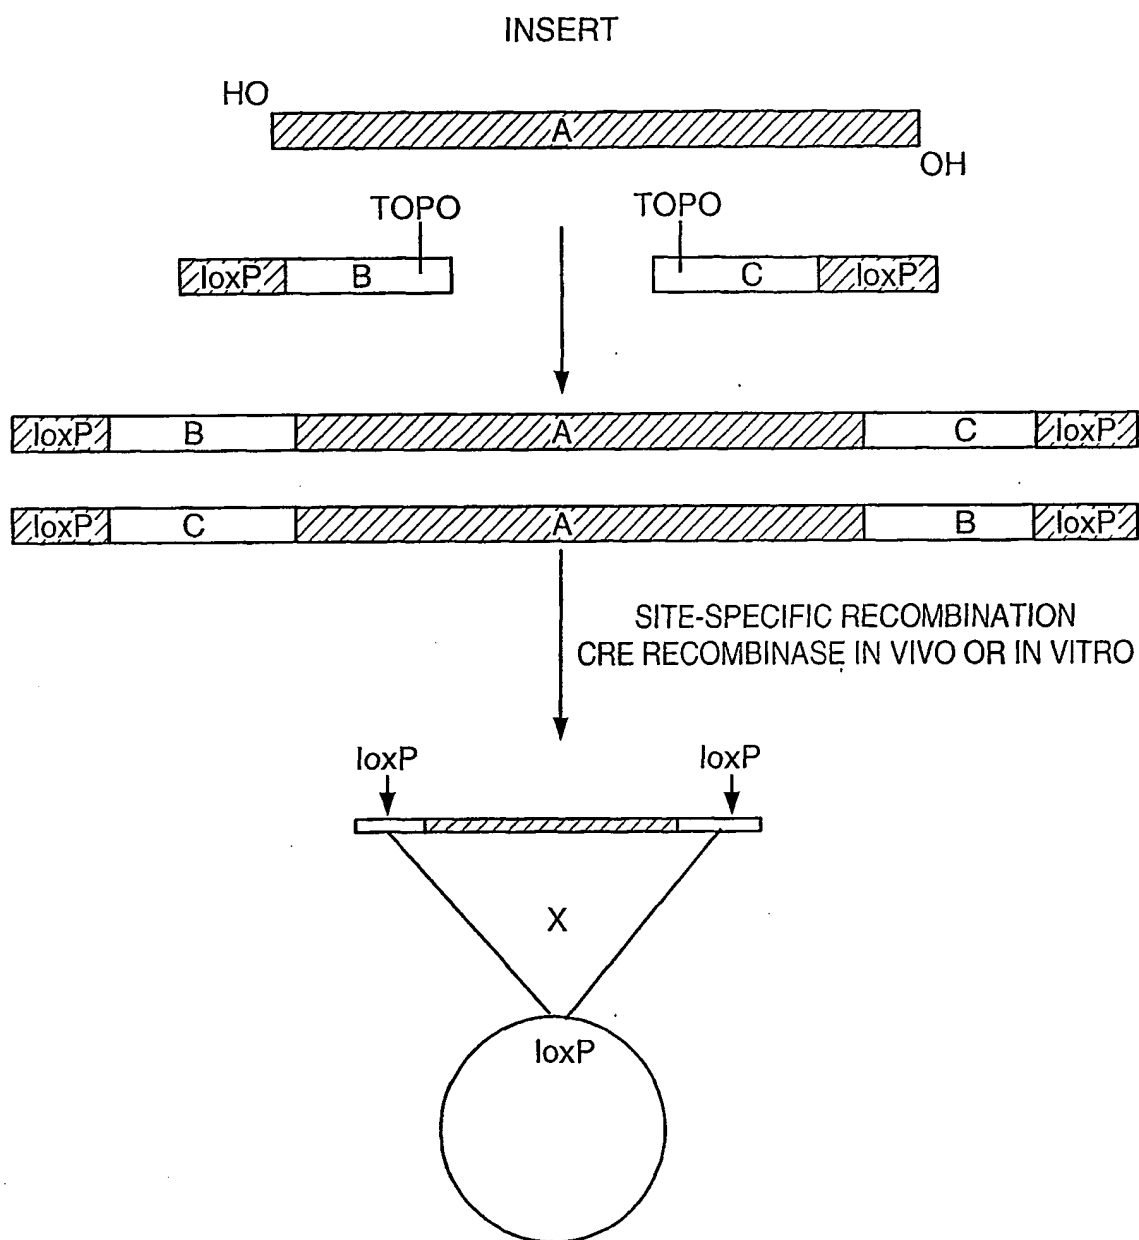 INSERT
HO
A
OH
TOPO
TOPO
loxP B
C loxP
loxP B A C loxP
loxP C A B loxP
SITE-SPECIFIC RECOMBINATION
CRE RECOMBINASE IN VIVO OR IN VITRO
loxP
loxP
X
loxP